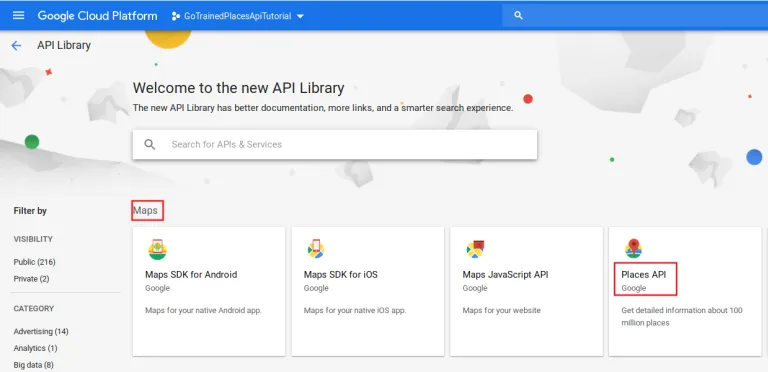 Google Cloud Platform GoTrainedPlacesApiTutorial
API Library
Welcome to the new API Library
The new API Library has better documentation, more links, and a smarter search experience.
Search for APIs & Services
Filter by
Maps
VISIBILITY
Public (216)
Private (2)
CATEGORY
Advertising (14)
Analytics (1)
Big data (8)
Maps SDK for Android
Google
Maps for your native Android app.
Maps SDK for iOS
Google
Maps for your native iOS app.
Maps JavaScript API
Google
Maps for your website
Places API
Google
Get detailed information about 100
million places